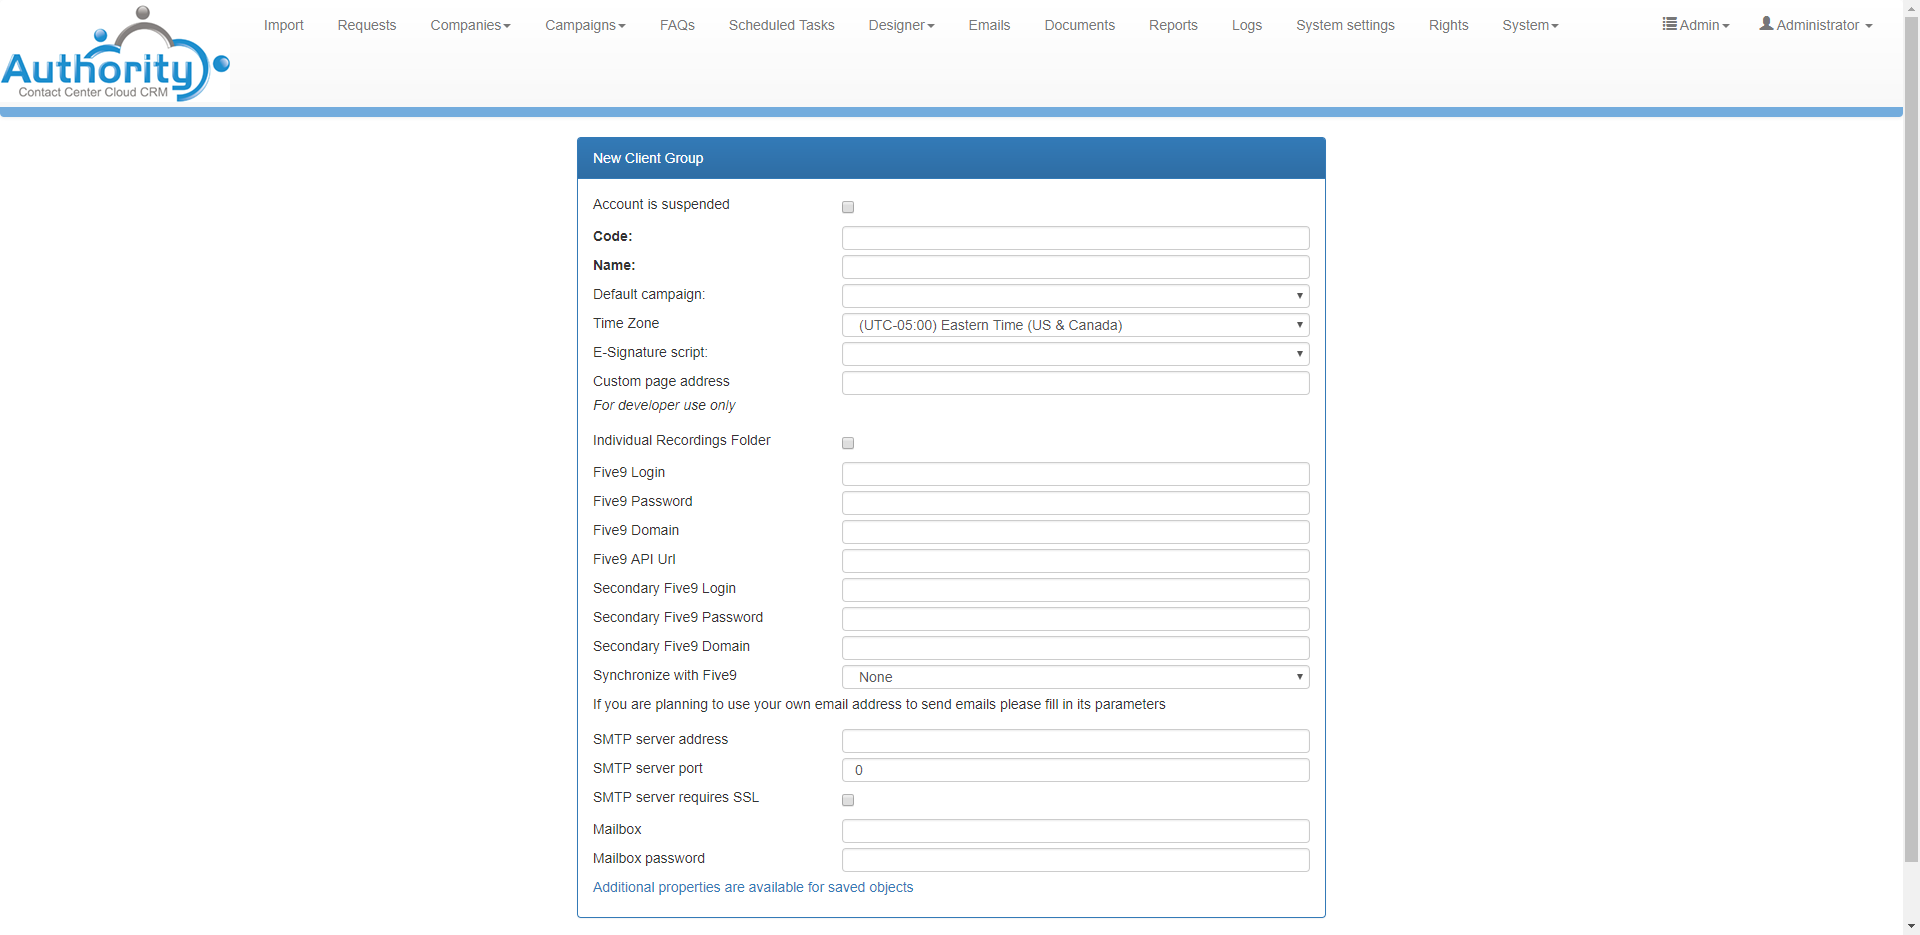 Authority
Contact Center Cloud CRM
Import Requests Companies Campaigns FAQs Scheduled Tasks Designer Emails Documents Reports Logs System settings Rights System Admin Administrator
New Client Group
Account is suspended
Code:
Name:
Default campaign:
Time Zone (UTC-05:00) Eastern Time (US & Canada)
E-Signature script:
Custom page address
For developer use only
Individual Recordings Folder
Five9 Login
Five9 Password
Five9 Domain
Five9 API Url
Secondary Five9 Login
Secondary Five9 Password
Secondary Five9 Domain
Synchronize with Five9 None
If you are planning to use your own email address to send emails please fill in its parameters
SMTP server address
SMTP server port 0
SMTP server requires SSL
Mailbox
Mailbox password
Additional properties are available for saved objects